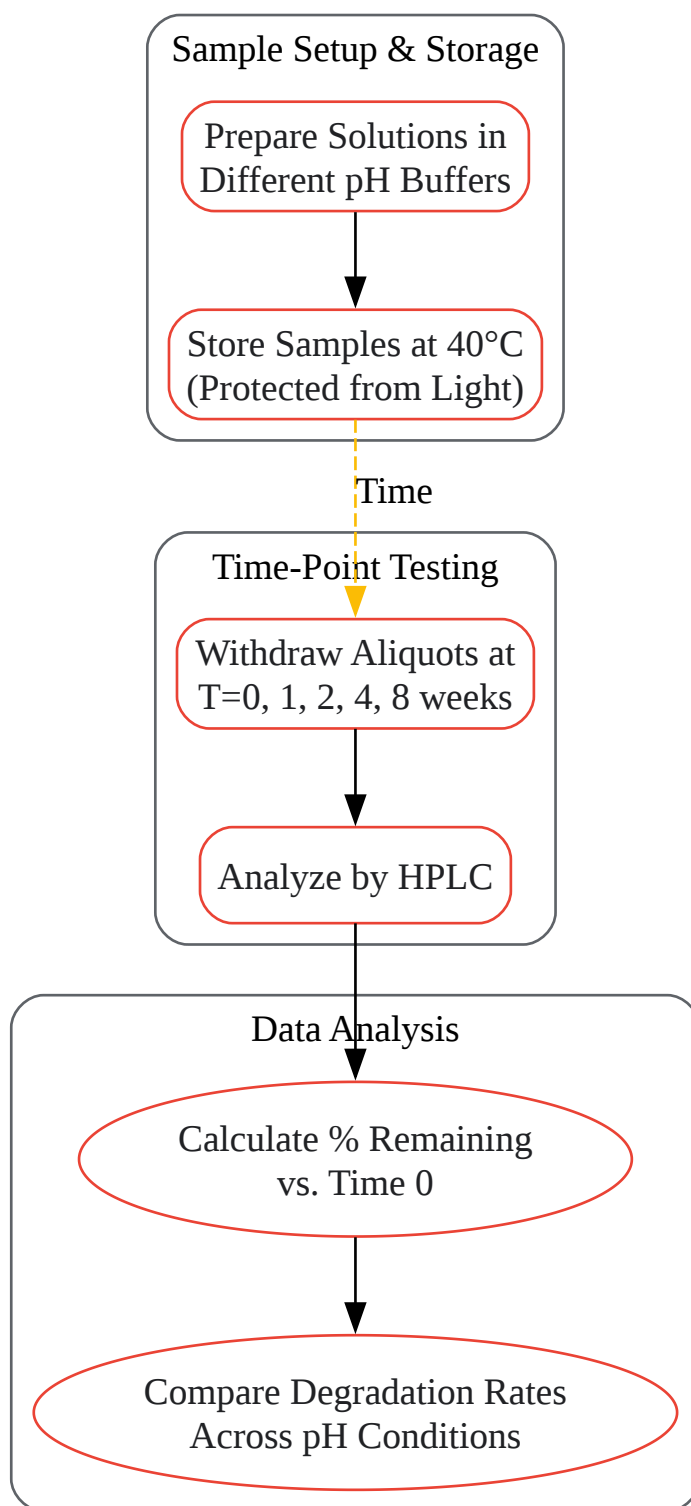 Sample Setup & Storage
Prepare Solutions in
Different pH Buffers
Store Samples at 40°C
(Protected from Light)
Time
Time-Point Testing
Withdraw Aliquots at
T=0, 1, 2, 4, 8 weeks
Analyze by HPLC
Data Analysis
Calculate % Remaining
vs. Time 0
Compare Degradation Rates
Across pH Conditions